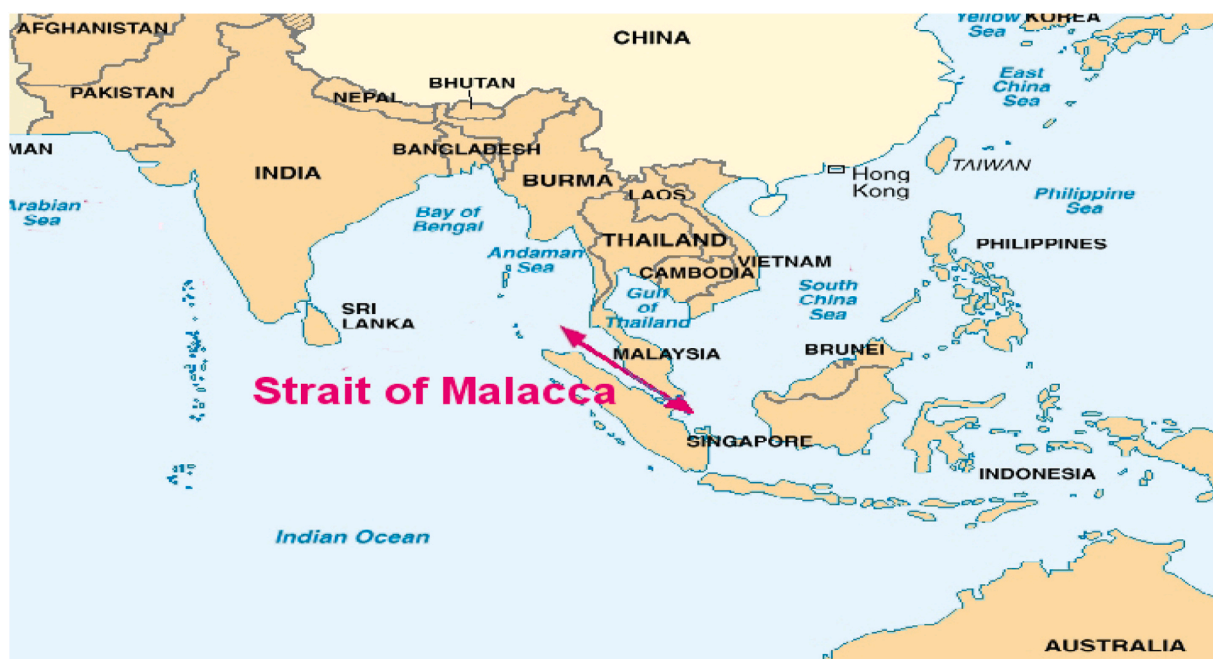 AFGHANISTAN
CHINA
Yellow
Sea
KOREA
PAKISTAN
NEPAL
BHUTAN
East
China
Sea
MAN
INDIA
BANGLADESH
BURMA
LAOS
Hong
Kong
TAIWAN
Arabian
Sea
Bay of
Bengal
Andaman
Sea
THAILAND
CAMBODIA
VIETNAM
Philippine
Sea
PHILIPPINES
Gulf
of
Thailand
South
China
Sea
SRI
LANKA
MALAYSIA
BRUNEI
Strait of Malacca
SINGAPORE
INDONESIA
Indian Ocean
AUSTRALIA